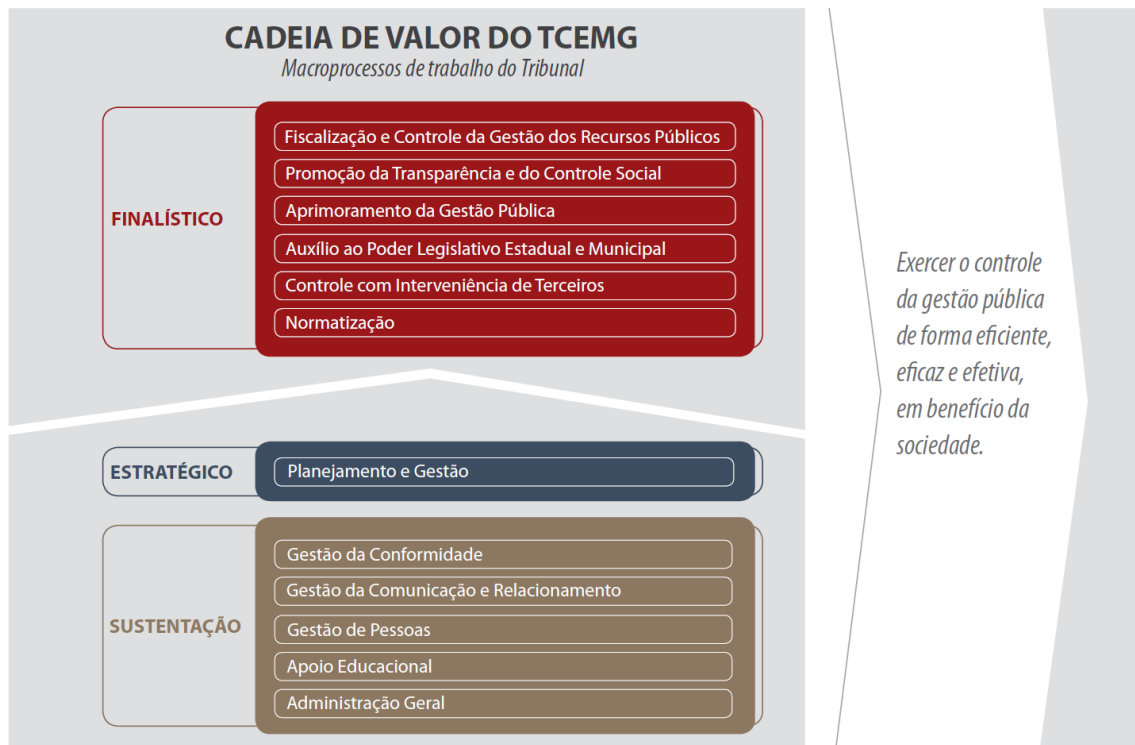 CADEIA DE VALOR DO TCEMG
Macroprocessos de trabalho do Tribunal
FINALÍSTICO
Fiscalização e Controle da Gestão dos Recursos Públicos
Promoção da Transparência e do Controle Social
Aprimoramento da Gestão Pública
Auxílio ao Poder Legislativo Estadual e Municipal
Controle com Interveniência de Terceiros
Normatização
ESTRATÉGICO
Planejamento e Gestão
SUSTENTAÇÃO
Gestão da Conformidade
Gestão da Comunicação e Relacionamento
Gestão de Pessoas
Apoio Educacional
Administração Geral
Exercer o controle
da gestão pública
de forma eficiente,
eficaz e efetiva,
em benefício da
sociedade.